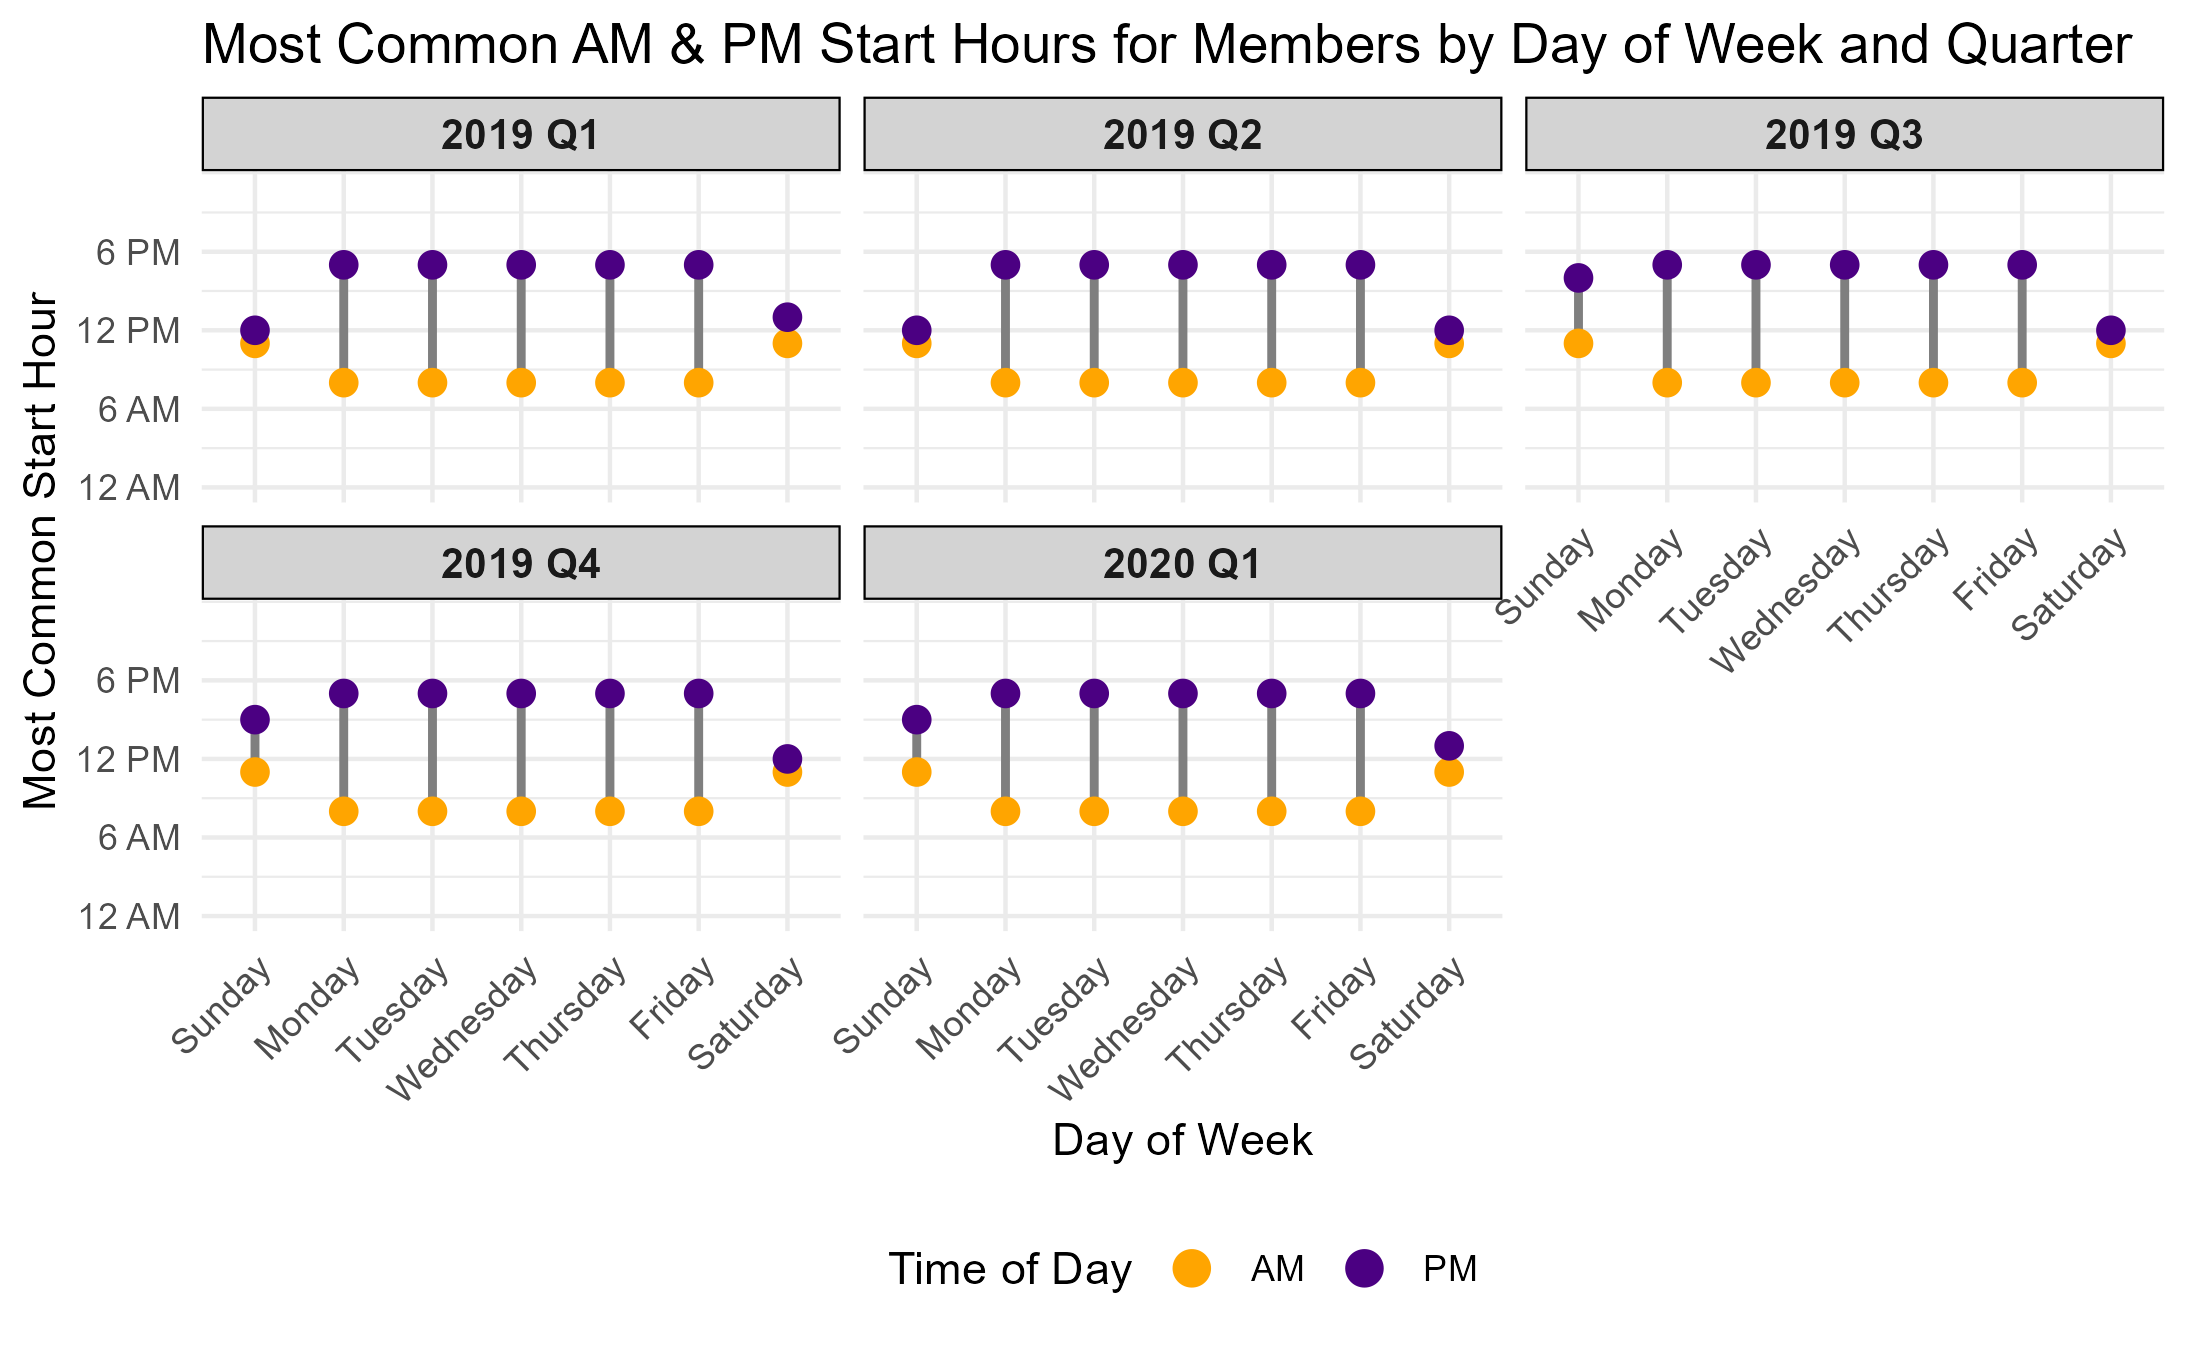 Most Common AM & PM Start Hours for Members by Day of Week and Quarter
2019 Q1
2019 Q2
2019 Q3
6 PM
12 PM
6 AM
12 AM
Sunday
Monday
Tuesday
Wednesday
Thursday
Friday
Saturday
2019 Q4
2020 Q1
6 PM
12 PM
6 AM
12 AM
Sunday
Monday
Tuesday
Wednesday
Thursday
Friday
Saturday
Sunday
Monday
Tuesday
Wednesday
Thursday
Friday
Saturday
Most Common Start Hour
Day of Week
Time of Day AM PM